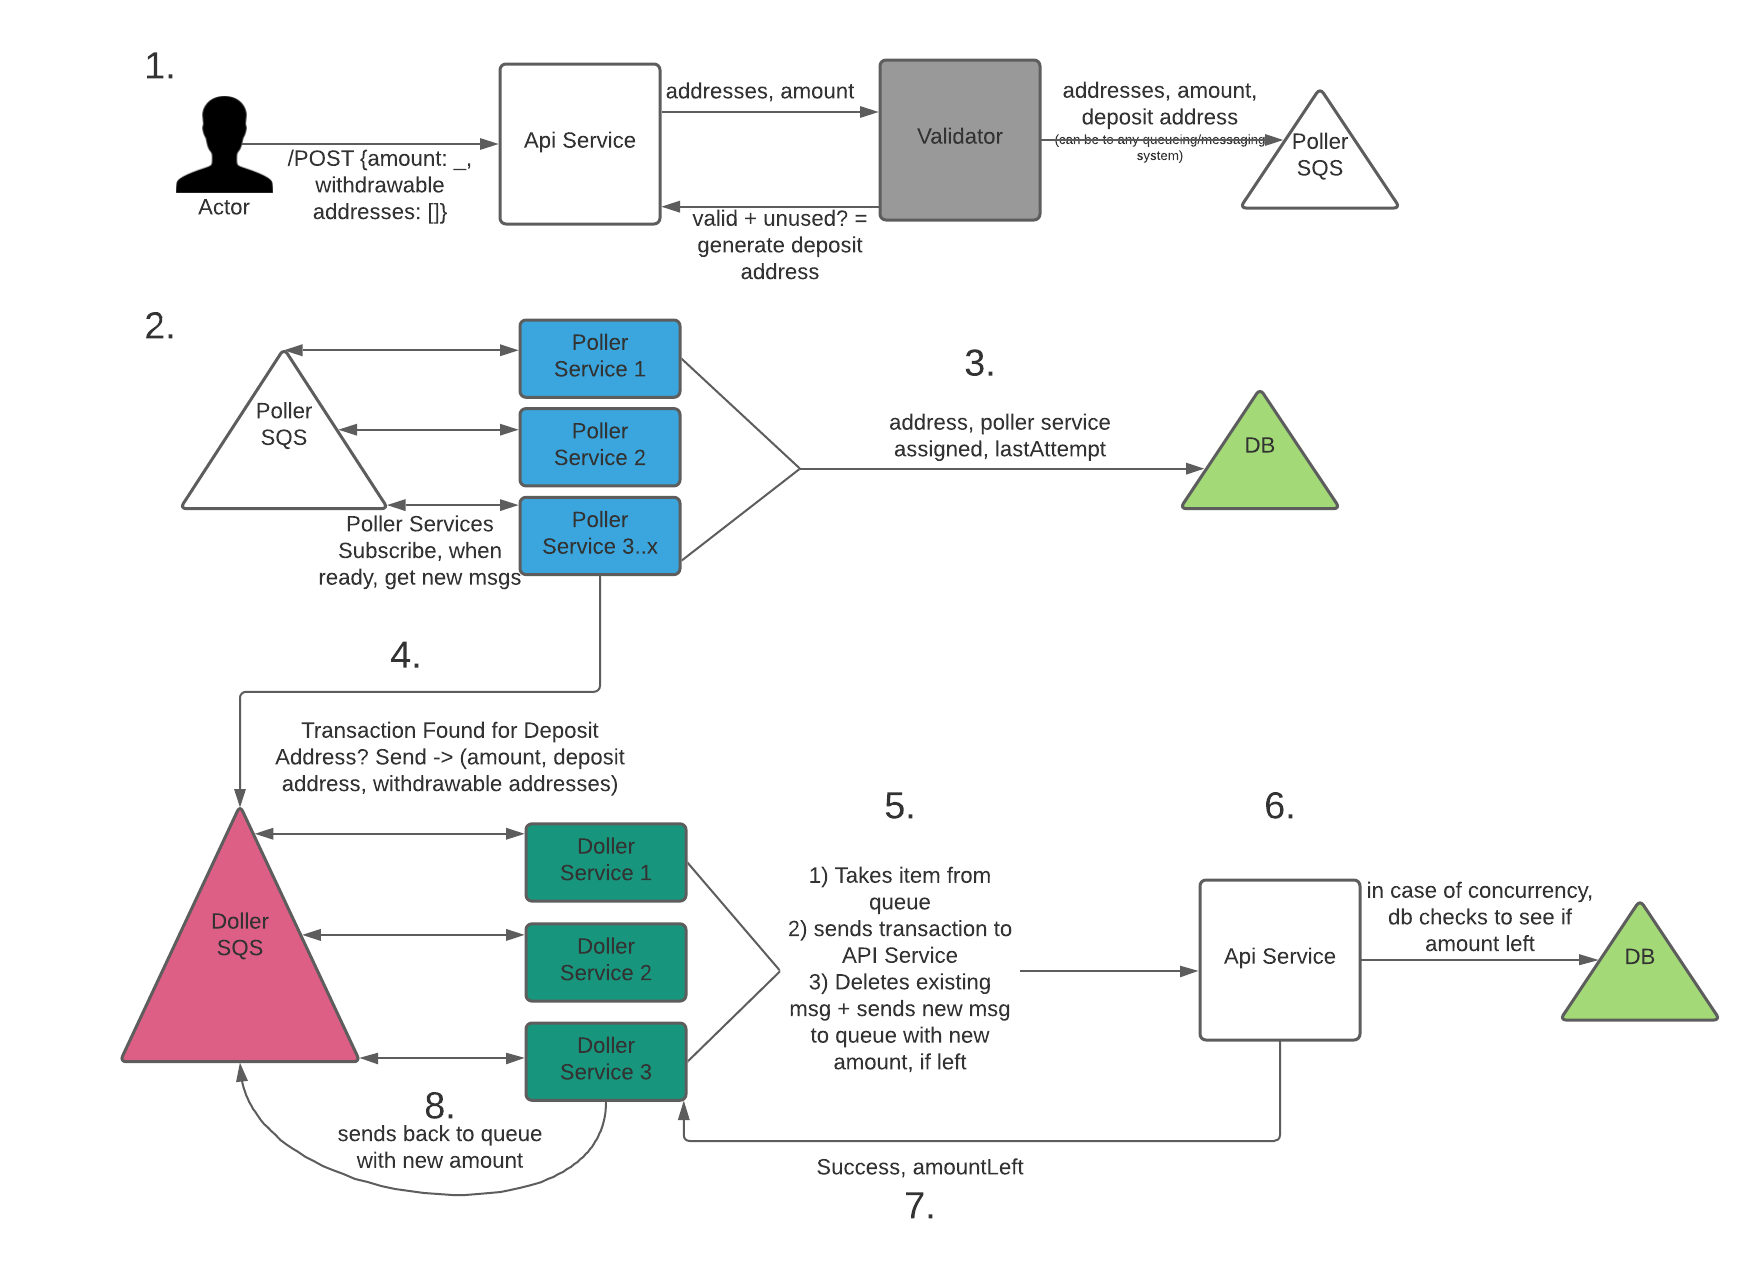 1.
Actor
/POST {amount: _,
withdrawable
addresses: []}
Api Service
addresses, amount
valid + unused? =
generate deposit
address
Validator
addresses, amount,
deposit address
(can be to any queueing/messaging
system)
Poller
SQS
2.
Poller
SQS
Poller Services
Subscribe, when
ready, get new msgs
Poller
Service 1
Poller
Service 2
Poller
Service 3..x
3.
address, poller service
assigned, lastAttempt
DB
4.
Transaction Found for Deposit
Address? Send -> (amount, deposit
address, withdrawable addresses)
Doller
SQS
Doller
Service 1
Doller
Service 2
Doller
Service 3
5.
1) Takes item from
queue
2) sends transaction to
API Service
3) Deletes existing
msg + sends new msg
to queue with new
amount, if left
6.
Api Service
in case of concurrency,
db checks to see if
amount left
DB
Success, amountLeft
7.
8.
sends back to queue
with new amount